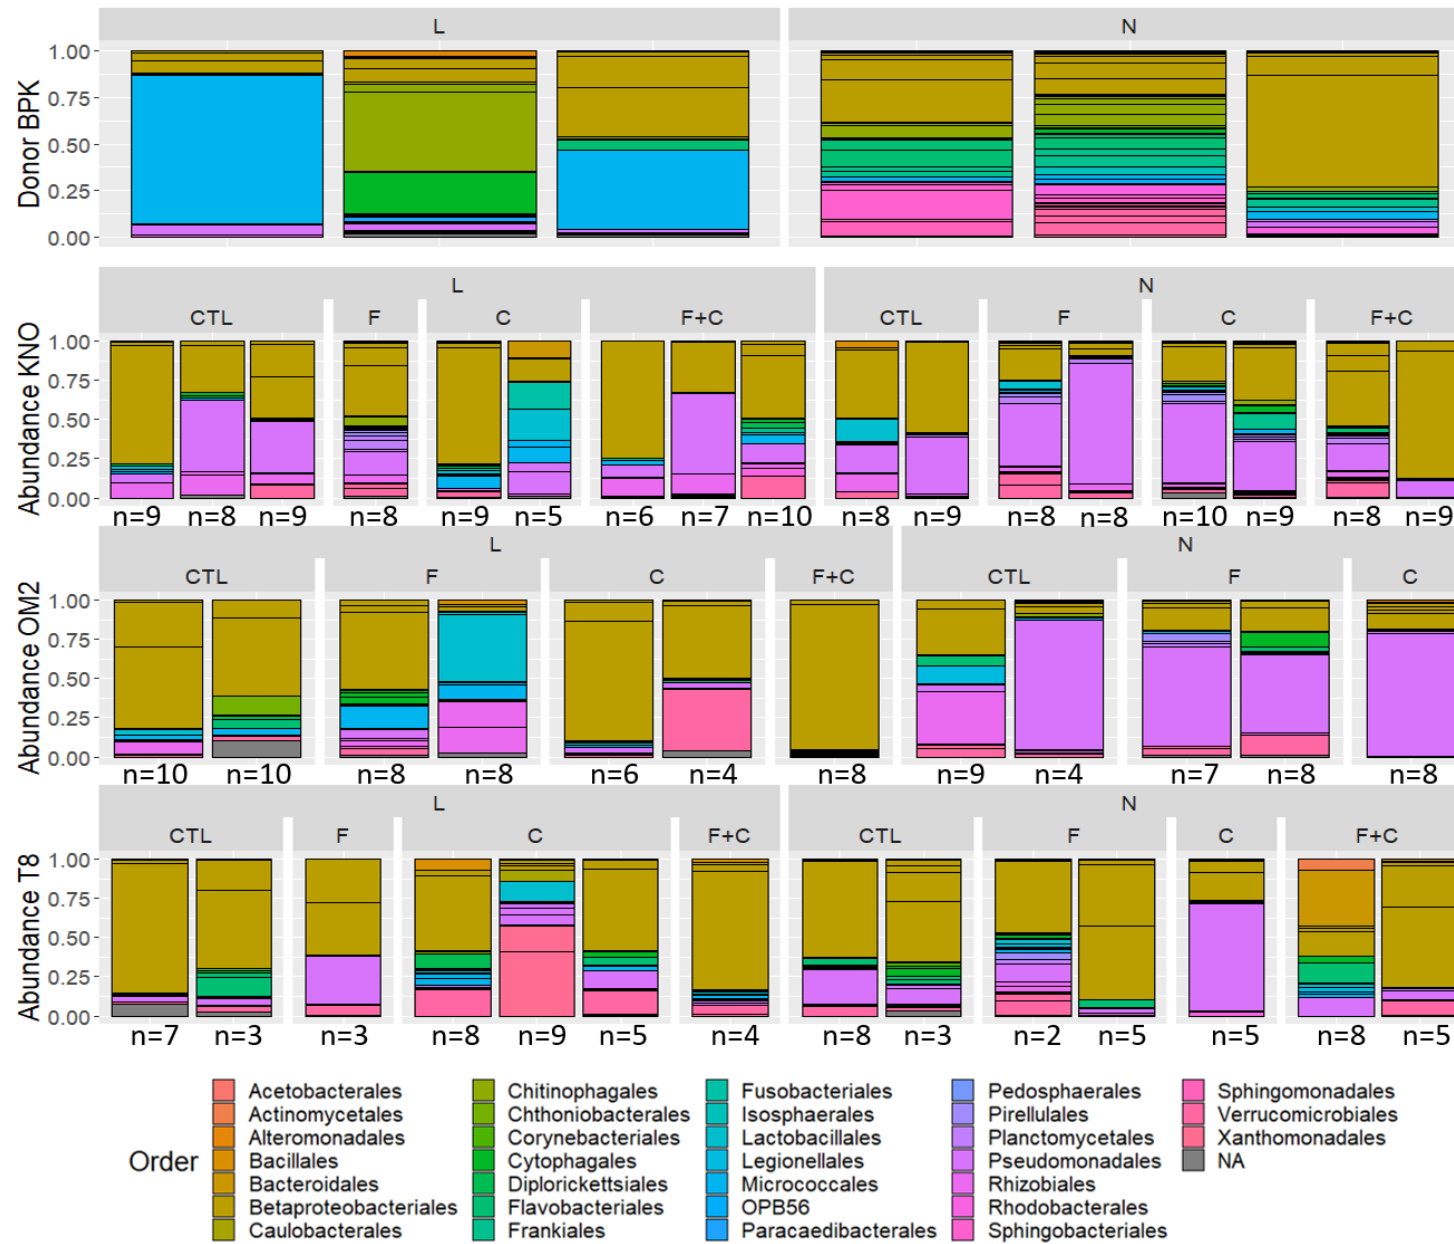 L N
Donor BPK
1.00
0.75
0.50
0.25
0.00
L N
CTL F C F+C CTL F C F+C
Abundance KNO
1.00
0.75
0.50
0.25
0.00
n=9 n=8 n=9 n=8 n=9 n=5 n=6 n=7 n=10 n=8 n=9 n=8 n=8 n=10 n=9 n=8 n=9
L N
CTL F C F+C CTL F C
Abundance OM2
1.00
0.75
0.50
0.25
0.00
n=10 n=10 n=8 n=8 n=6 n=4 n=8 n=9 n=4 n=7 n=8 n=8
L N
CTL F C F+C CTL F C F+C
Abundance T8
1.00
0.75
0.50
0.25
0.00
n=7 n=3 n=3 n=8 n=9 n=5 n=4 n=8 n=3 n=2 n=5 n=5 n=8 n=5
Order
Acetobacterales
Actinomycetales
Alteromonadales
Bacillales
Bacteroidales
Betaproteobacteriales
Caulobacterales
Chitinophagales
Chthoniobacterales
Corynebacteriales
Cytophagales
Diplorickettsiales
Flavobacteriales
Frankiales
Fusobacteriales
Isosphaerales
Lactobacillales
Legionellales
Micrococcales
OPB56
Paracaedibacterales
Pedosphaerales
Pirellulales
Planctomycetales
Pseudomonadales
Rhizobiales
Rhodobacterales
Sphingobacteriales
Sphingomonadales
Verrucomicrobiales
Xanthomonadales
NA